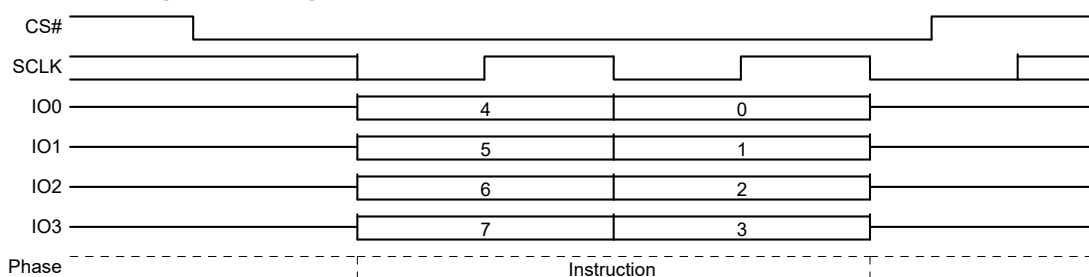 CS#
SCLK
IO0 4 0
IO1 5 1
IO2 6 2
IO3 7 3
Phase Instruction